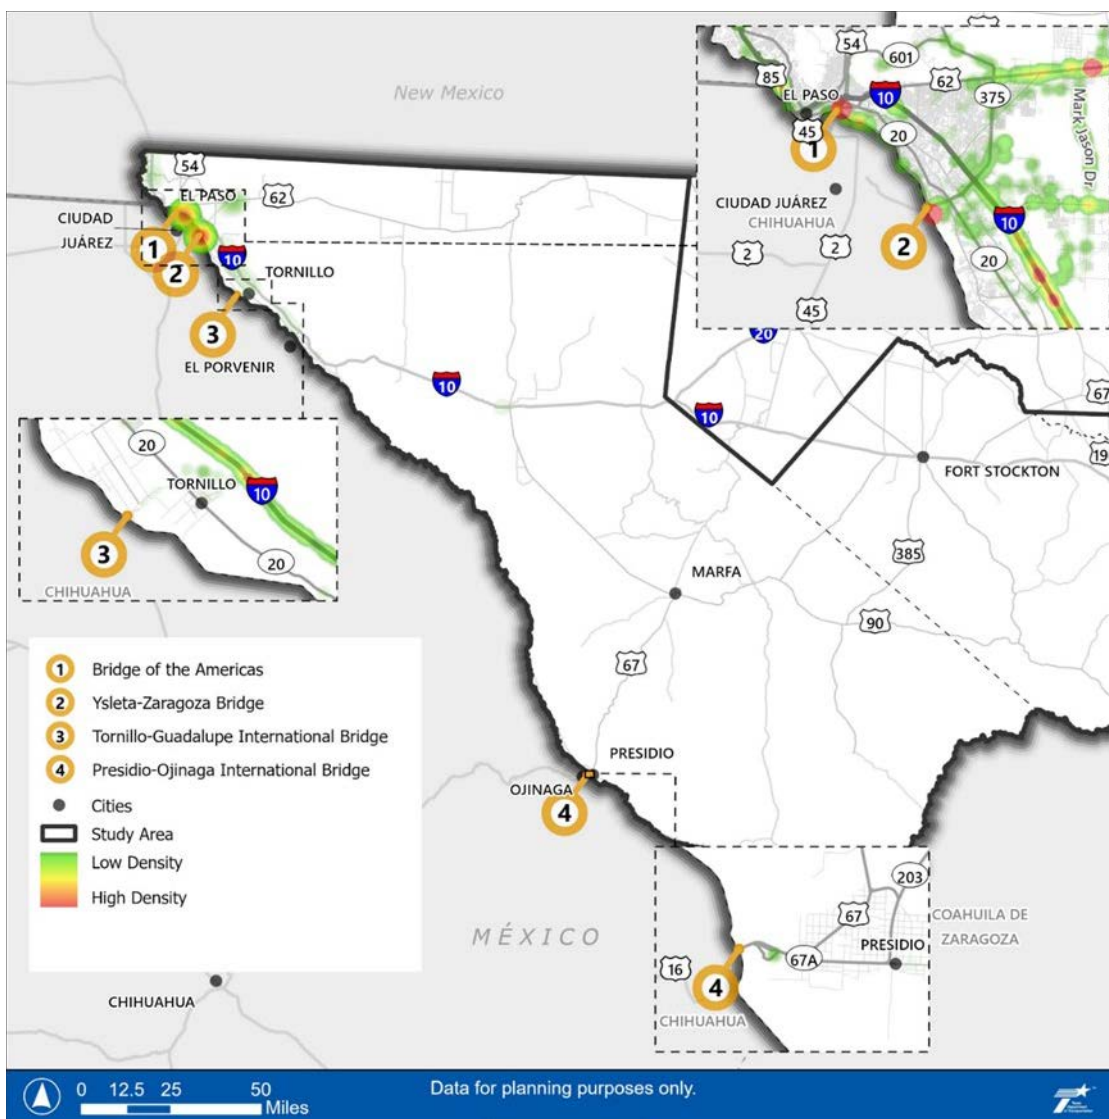 New Mexico
54
EL PASO
62
CIUDAD
JUÁREZ
1
2
10
TORNILLO
3
EL PORVENIR
10
20
10
67
FORT STOCKTON
385
MARFA
90
67
PRESIDIO
OJINAGA
4
MÉXICO
CHIHUAHUA
COAHUILA DE
ZARAGOZA
54
601
85
62
10
EL PASO
375
Mark Jason Dr
45
20
1
CIUDAD JUÁREZ
CHIHUAHUA
2
10
2
2
20
45
20
TORNILLO
10
3
20
CHIHUAHUA
203
67
PRESIDIO
67A
16
4
CHIHUAHUA
1 Bridge of the Americas
2 Ysleta-Zaragoza Bridge
3 Tornillo-Guadalupe International Bridge
4 Presidio-Ojinaga International Bridge
Cities
Study Area
Low Density
High Density
0 12.5 25 50
Miles
Data for planning purposes only.